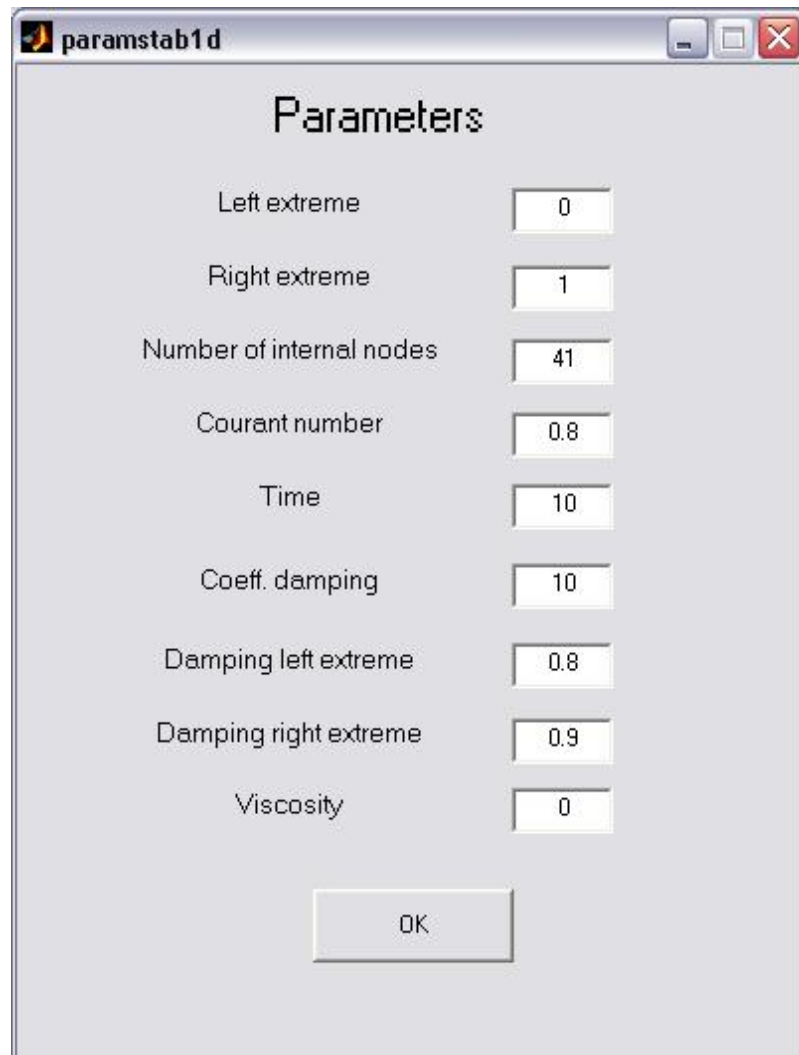 paramstab1d
Parameters
Left extreme 0
Right extreme 1
Number of internal nodes 41
Courant number 0.8
Time 10
Coeff. damping 10
Damping left extreme 0.8
Damping right extreme 0.9
Viscosity 0
OK